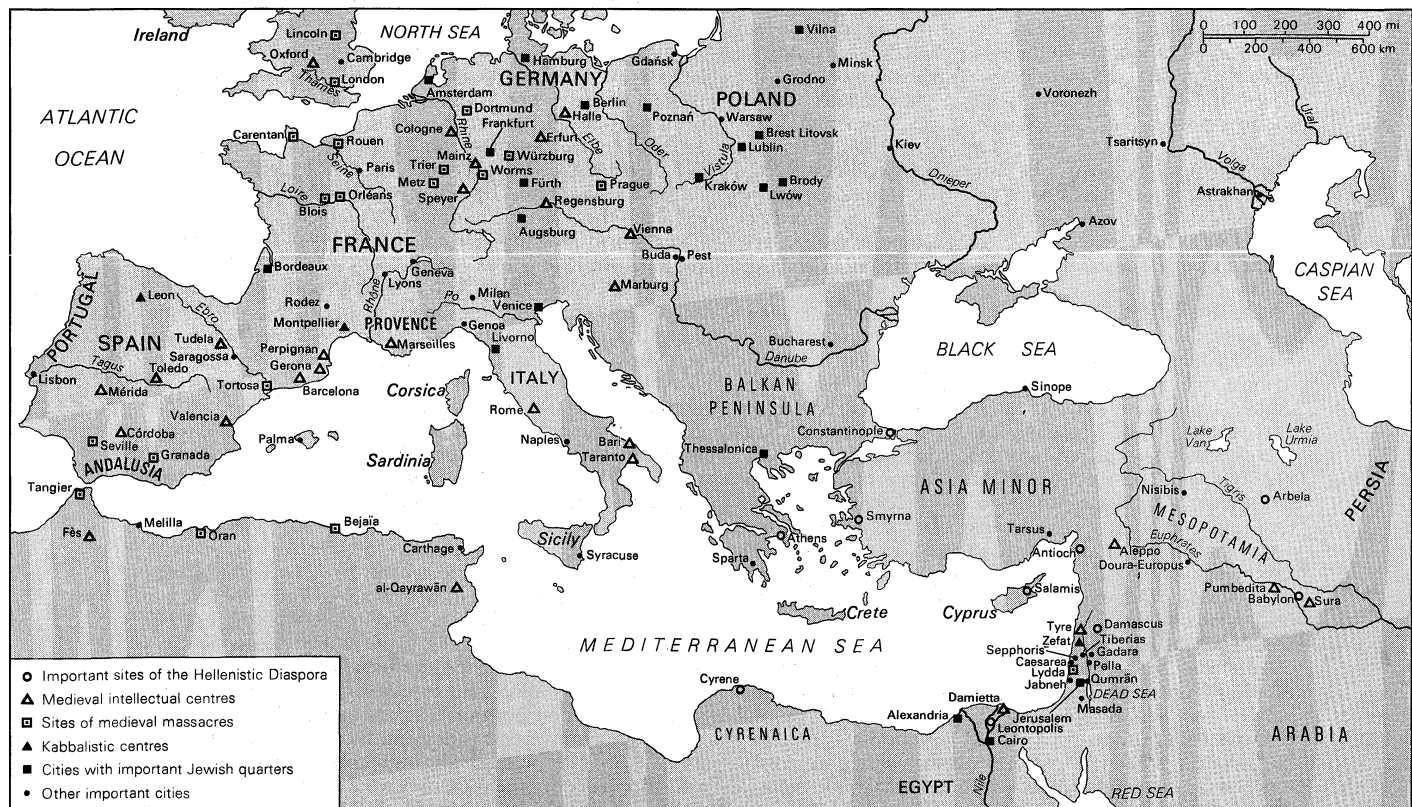 Ireland
NORTH SEA
ATLANTIC
OCEAN
Lincoln
Oxford
Cambridge
Thames
London
Hamburg
GERMANY
Amsterdam
Dortmund
Frankfurt
Cologne
Rhine
Berlin
Halle
Erfurt
Elbe
Oder
Gdańsk
Poznań
POLAND
Warsaw
Vilna
Minsk
Grodno
Brest Litovsk
Lublin
Vistula
Kraków
Brody
Lwów
Kiev
Dnieper
Voronezh
Tsaritsyn
Volga
Ural
Astrakhan
Azov
0 100 200 300 400 mi
0 200 400 600 km
Carentan
Rouen
Seine
Paris
Loire
Orléans
Blois
Mainz
Trier
Metz
Speyer
Worms
Würzburg
Fürth
Prague
Regensburg
Augsburg
Vienna
Buda
Pest
Marburg
FRANCE
Bordeaux
Geneva
Lyons
Rhône
Rodez
Montpellier
PROVENCE
Marseilles
Po
Milan
Venice
Genoa
Livorno
Perpignan
Gerona
Barcelona
PORTUGAL
SPAIN
Leon
Ebro
Tudela
Saragossa
Tagus
Toledo
Lisbon
Mérida
Tortosa
Valencia
Córdoba
Seville
Granada
ANDALUSIA
Palma
Corsica
Sardinia
ITALY
Rome
Naples
Bari
Taranto
Sicily
Syracuse
Bucharest
Danube
BALKAN
PENINSULA
BLACK SEA
CASPIAN
SEA
Sinope
Constantinople
Thessalonica
ASIA MINOR
Smyrna
Athens
Sparta
Crete
Cyprus
Salamis
Tarsus
Antioch
Aleppo
Doura-Europus
Lake
Van
Lake
Urmia
Nisibis
Tigris
Arbela
MESOPOTAMIA
Euphrates
PERSIA
Pumbedita
Babylon
Sura
Tangier
Fès
Melilla
Oran
Bejaïa
Carthage
al-Qayrawān
MEDITERRANEAN SEA
Tyre
Damascus
Zefat
Tiberias
Sepphoris
Gadara
Caesarea
Pella
Lydda
Jabneh
Qumrān
DEAD SEA
Masada
Jerusalem
Damietta
Leontopolis
Alexandria
Cairo
Cyrene
CYRENAICA
EGYPT
Nile
RED SEA
ARABIA
Important sites of the Hellenistic Diaspora
Medieval intellectual centres
Sites of medieval massacres
Kabbalistic centres
Cities with important Jewish quarters
Other important cities